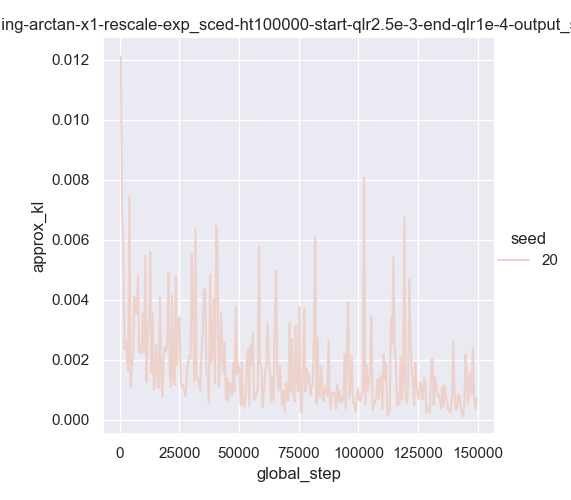 ing-arctan-x1-rescale-exp_sced-ht100000-start-qlr2.5e-3-end-qlr1e-4-output_s
0.012
0.010
0.008
0.006
0.004
0.002
0.000
approx_kl
0 25000 50000 75000 100000 125000 150000
global_step
seed
20